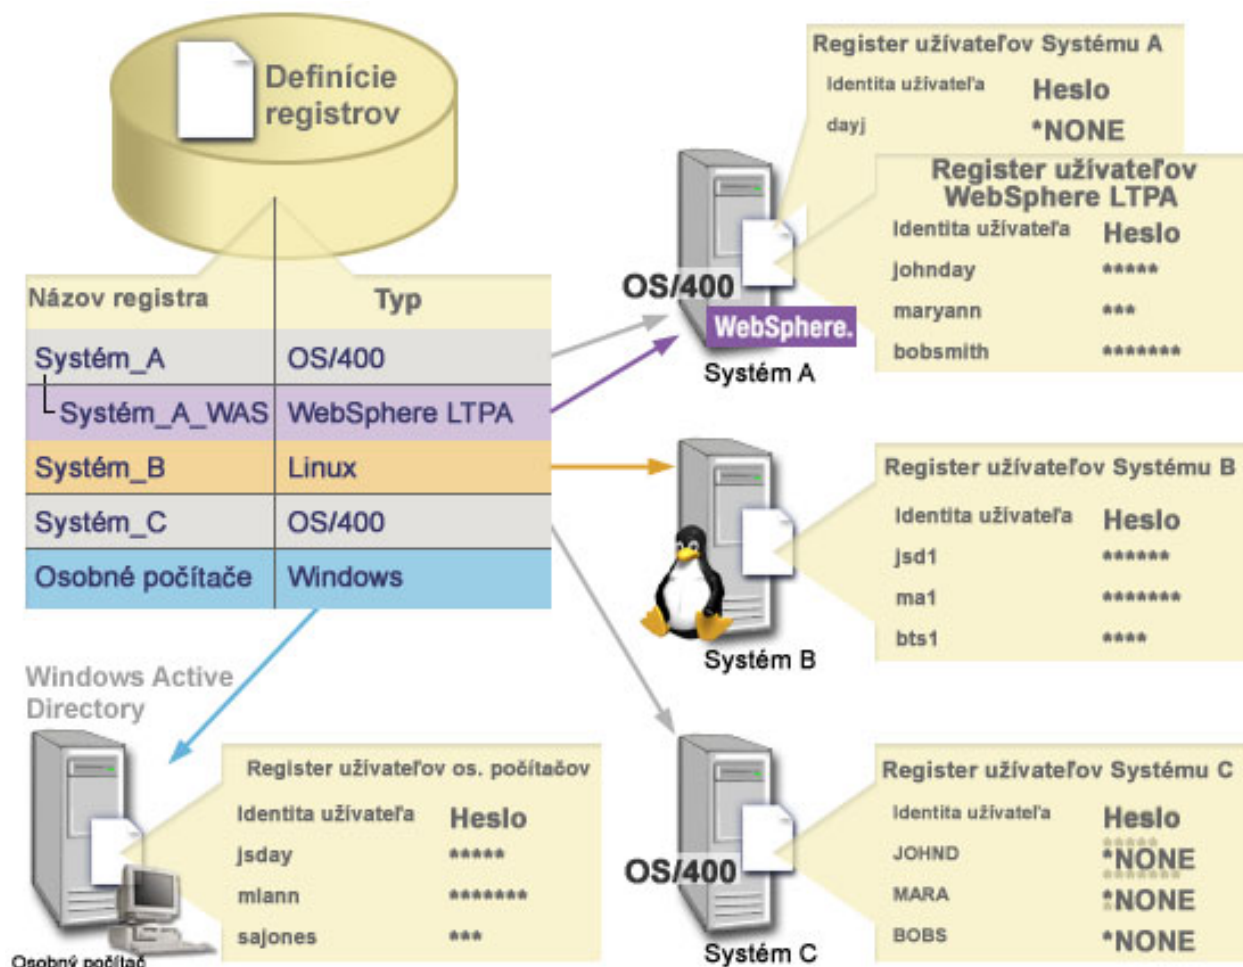 Definície
registrov
Názov registra Typ
Systém_A OS/400
Systém_A_WAS WebSphere LTPA
Systém_B Linux
Systém_C OS/400
Osobné počítače Windows
Register užívateľov Systému A
Identita užívateľa Heslo
dayj *NONE
Register užívateľov
WebSphere LTPA
Identita užívateľa Heslo
johnday *****
maryann ***
bobsmith *******
OS/400
WebSphere.
Systém A
Register užívateľov Systému B
Identita užívateľa Heslo
jsd1 ******
ma1 *******
bts1 ****
Systém B
Windows Active
Directory
Register užívateľov os. počítačov
Identita užívateľa Heslo
jsday *****
mlann *******
sajones ***
Osobný počítač
Register užívateľov Systému C
Identita užívateľa Heslo
JOHND *NONE
MARA *NONE
BOBS *NONE
OS/400
Systém C